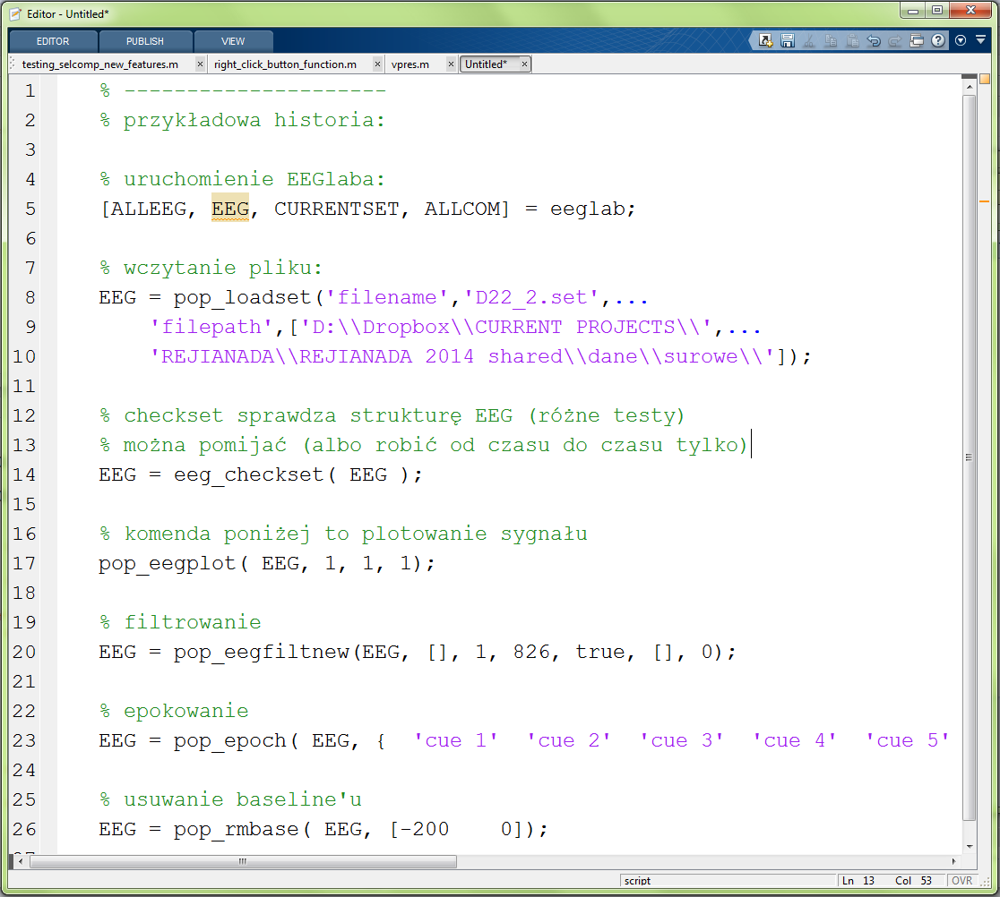 Editor - Untitled*
EDITOR PUBLISH VIEW
testing_selcomp_new_features.m × right_click_button_function.m × vpres.m × Untitled* ×
1 % ---------------------
2 % przykładowa historia:
3
4 % uruchomienie EEGlaba:
5 [ALLEEG, EEG, CURRENTSET, ALLCOM] = eeglab;
6
7 % wczytanie pliku:
8 EEG = pop_loadset('filename','D22_2.set',...
9 'filepath',['D:\\Dropbox\\CURRENT PROJECTS\\',...
10 'REJIANADA\\REJIANADA 2014 shared\\dane\\surowe\\']);
11
12 % checkset sprawdza strukturę EEG (różne testy)
13 % można pomijać (albo robić od czasu do czasu tylko)
14 EEG = eeg_checkset( EEG );
15
16 % komenda poniżej to plotowanie sygnału
17 pop_eegplot( EEG, 1, 1, 1);
18
19 % filtrowanie
20 EEG = pop_eegfiltnew(EEG, [], 1, 826, true, [], 0);
21
22 % epokowanie
23 EEG = pop_epoch( EEG, {  'cue 1'  'cue 2'  'cue 3'  'cue 4'  'cue 5'
24
25 % usuwanie baseline'u
26 EEG = pop_rmbase( EEG, [-200    0]);
script Ln 13 Col 53 OVR